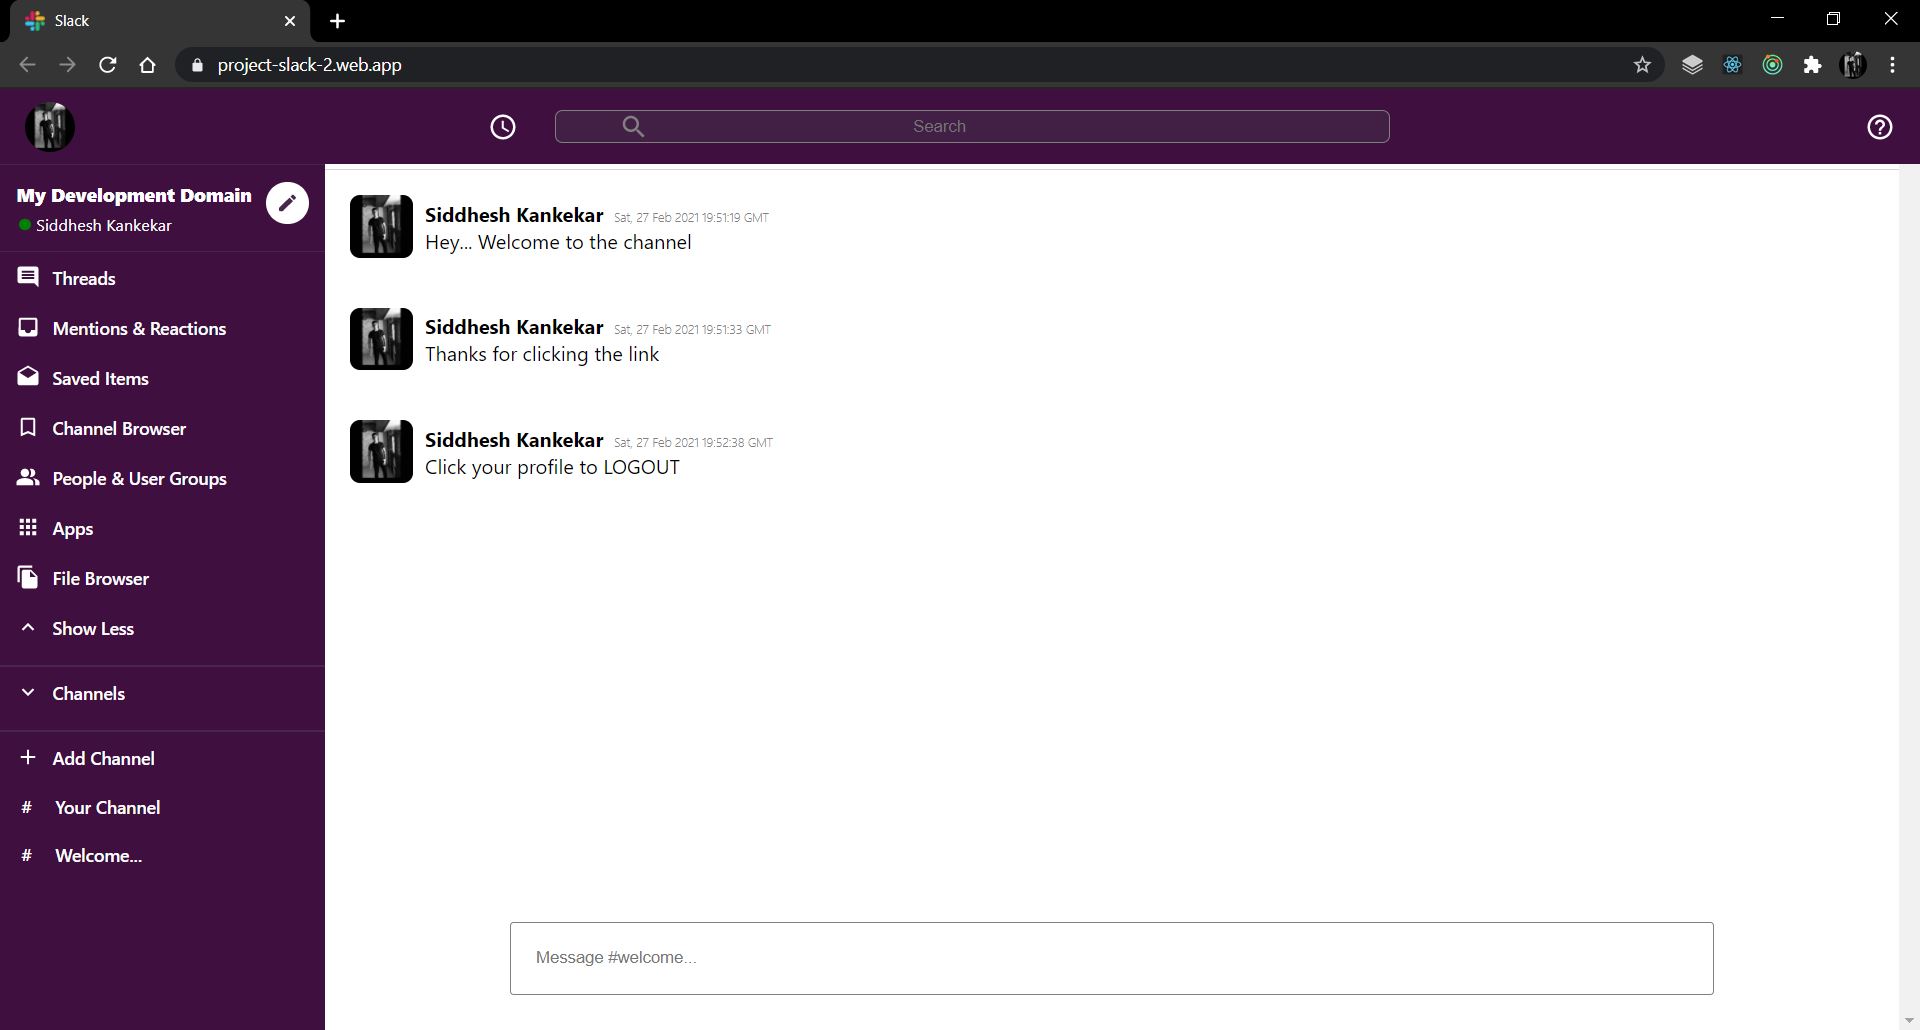 Slack
project-slack-2.web.app
Search
My Development Domain
Siddhesh Kankekar
Threads
Mentions & Reactions
Saved Items
Channel Browser
People & User Groups
Apps
File Browser
Show Less
Channels
Add Channel
# Your Channel
# Welcome...
Siddhesh Kankekar Sat, 27 Feb 2021 19:51:19 GMT
Hey... Welcome to the channel
Siddhesh Kankekar Sat, 27 Feb 2021 19:51:33 GMT
Thanks for clicking the link
Siddhesh Kankekar Sat, 27 Feb 2021 19:52:38 GMT
Click your profile to LOGOUT
Message #welcome...